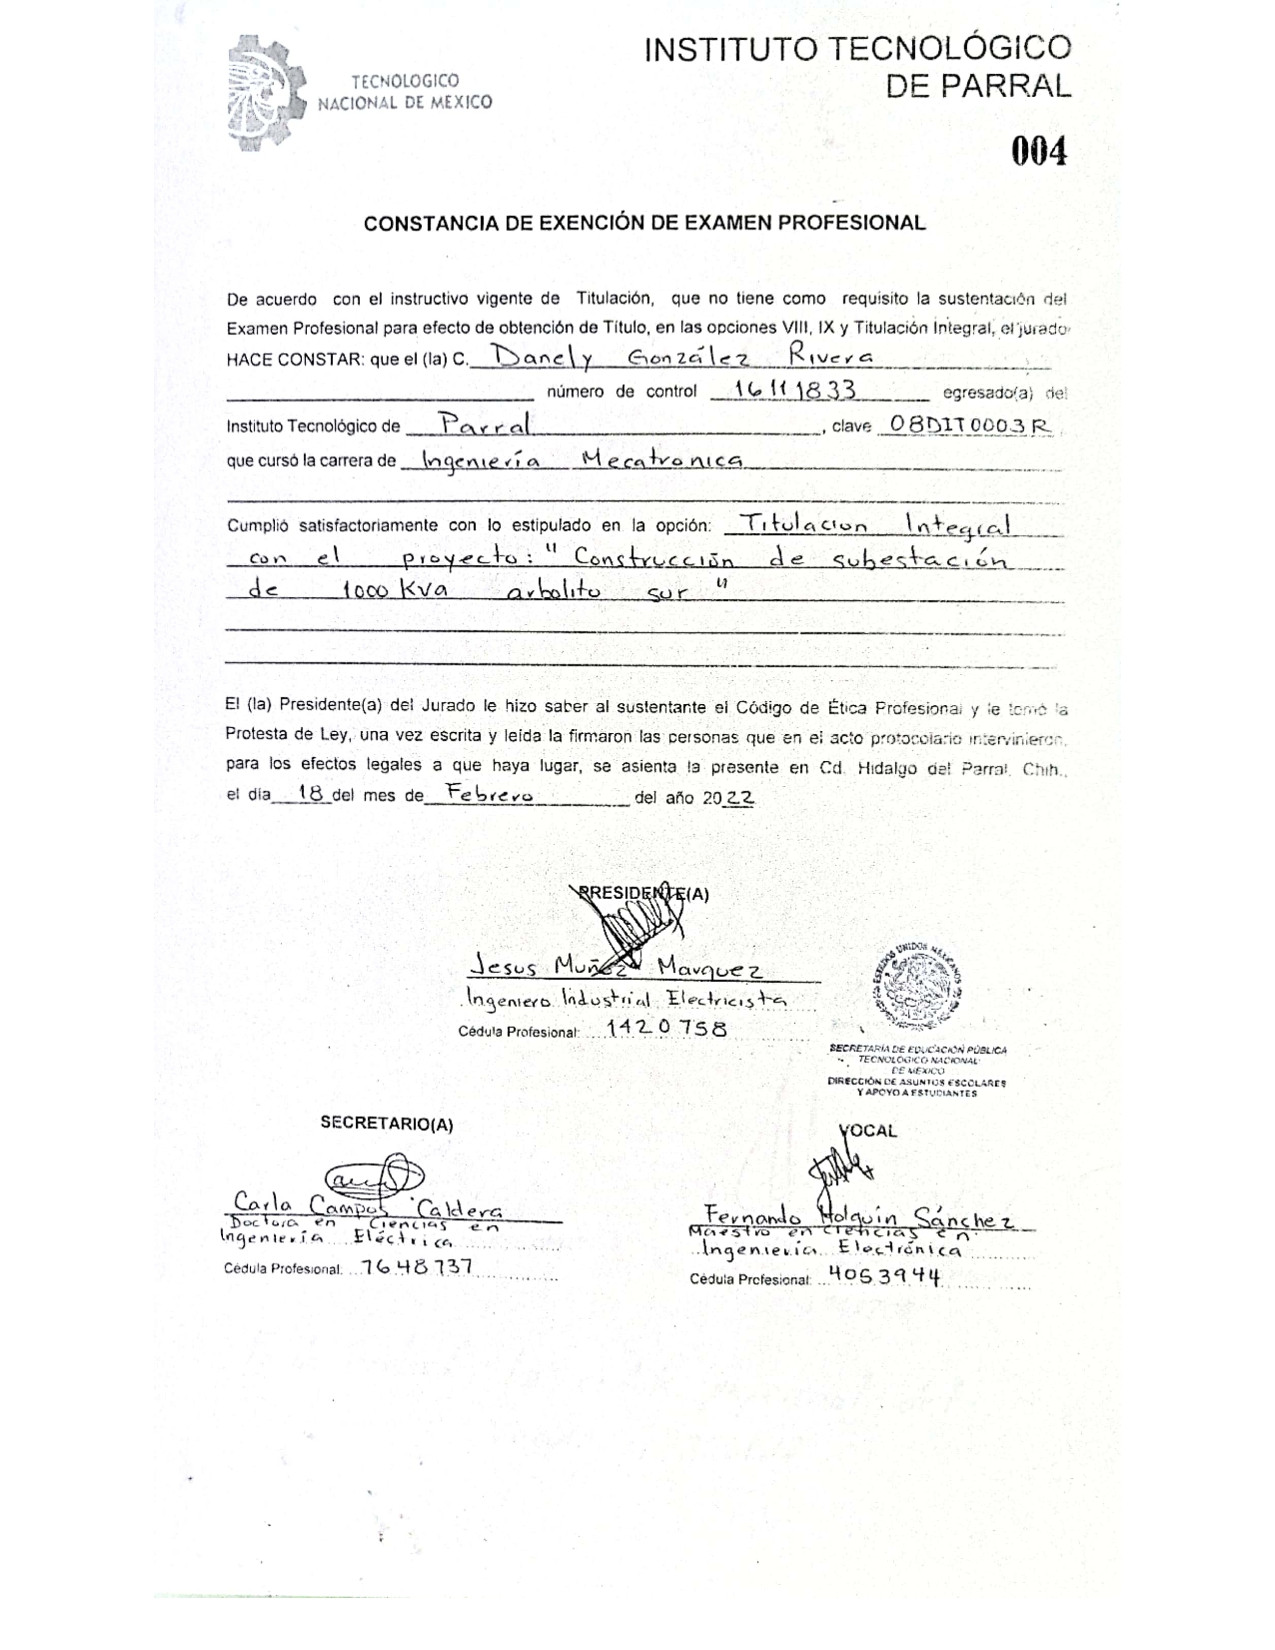 TECNOLOGICO
NACIONAL DE MEXICO
INSTITUTO TECNOLÓGICO
DE PARRAL
004
CONSTANCIA DE EXENCIÓN DE EXAMEN PROFESIONAL
De acuerdo con el instructivo vigente de Titulación, que no tiene como requisito la sustentación del
Examen Profesional para efecto de obtención de Título, en las opciones VIII, IX y Titulación Integral, el jurado
HACE CONSTAR: que el (la) C. Danely González Rivera
número de control 16111833 egresado(a) del
Instituto Tecnológico de Parral, clave 08DIT0003R
que cursó la carrera de Ingeniería Mecatronica
Cumplió satisfactoriamente con lo estipulado en la opción: Titulacion Integral
con el proyecto: "Construcción de subestación
de 1000 Kva arbolito sur"
El (la) Presidente(a) del Jurado le hizo saber al sustentante el Código de Ética Profesional y le tomó la
Protesta de Ley, una vez escrita y leída la firmaron las personas que en el acto protocolario intervinieron,
para los efectos legales a que haya lugar, se asienta la presente en Cd. Hidalgo del Parral, Chih.,
el día 18 del mes de Febrero del año 2022
PRESIDENTE(A)
Jesus Muñoz Marquez
Ingeniero Industrial Electricista
Cédula Profesional: 1420758
ESTADOS UNIDOS MEXICANOS
SECRETARÍA DE EDUCACIÓN PÚBLICA
TECNOLÓGICO NACIONAL
DE MÉXICO
DIRECCIÓN DE ASUNTOS ESCOLARES
Y APOYO A ESTUDIANTES
SECRETARIO(A)
Carla Campos Caldera
Doctora en Ciencias en
Ingeniería Eléctrica
Cédula Profesional: 7648737
VOCAL
Fernando Holguín Sánchez
Maestro en Ciencias en
Ingeniería Electrónica
Cédula Profesional: 4053944